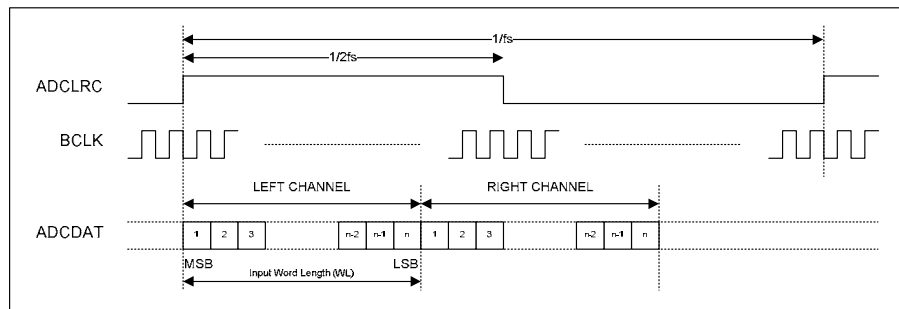 1/fs
1/2fs
ADCLRC
BCLK
LEFT CHANNEL RIGHT CHANNEL
ADCDAT
1 2 3 n-2 n-1 n 1 2 3 n-2 n-1 n
MSB LSB
Input Word Length (WL)